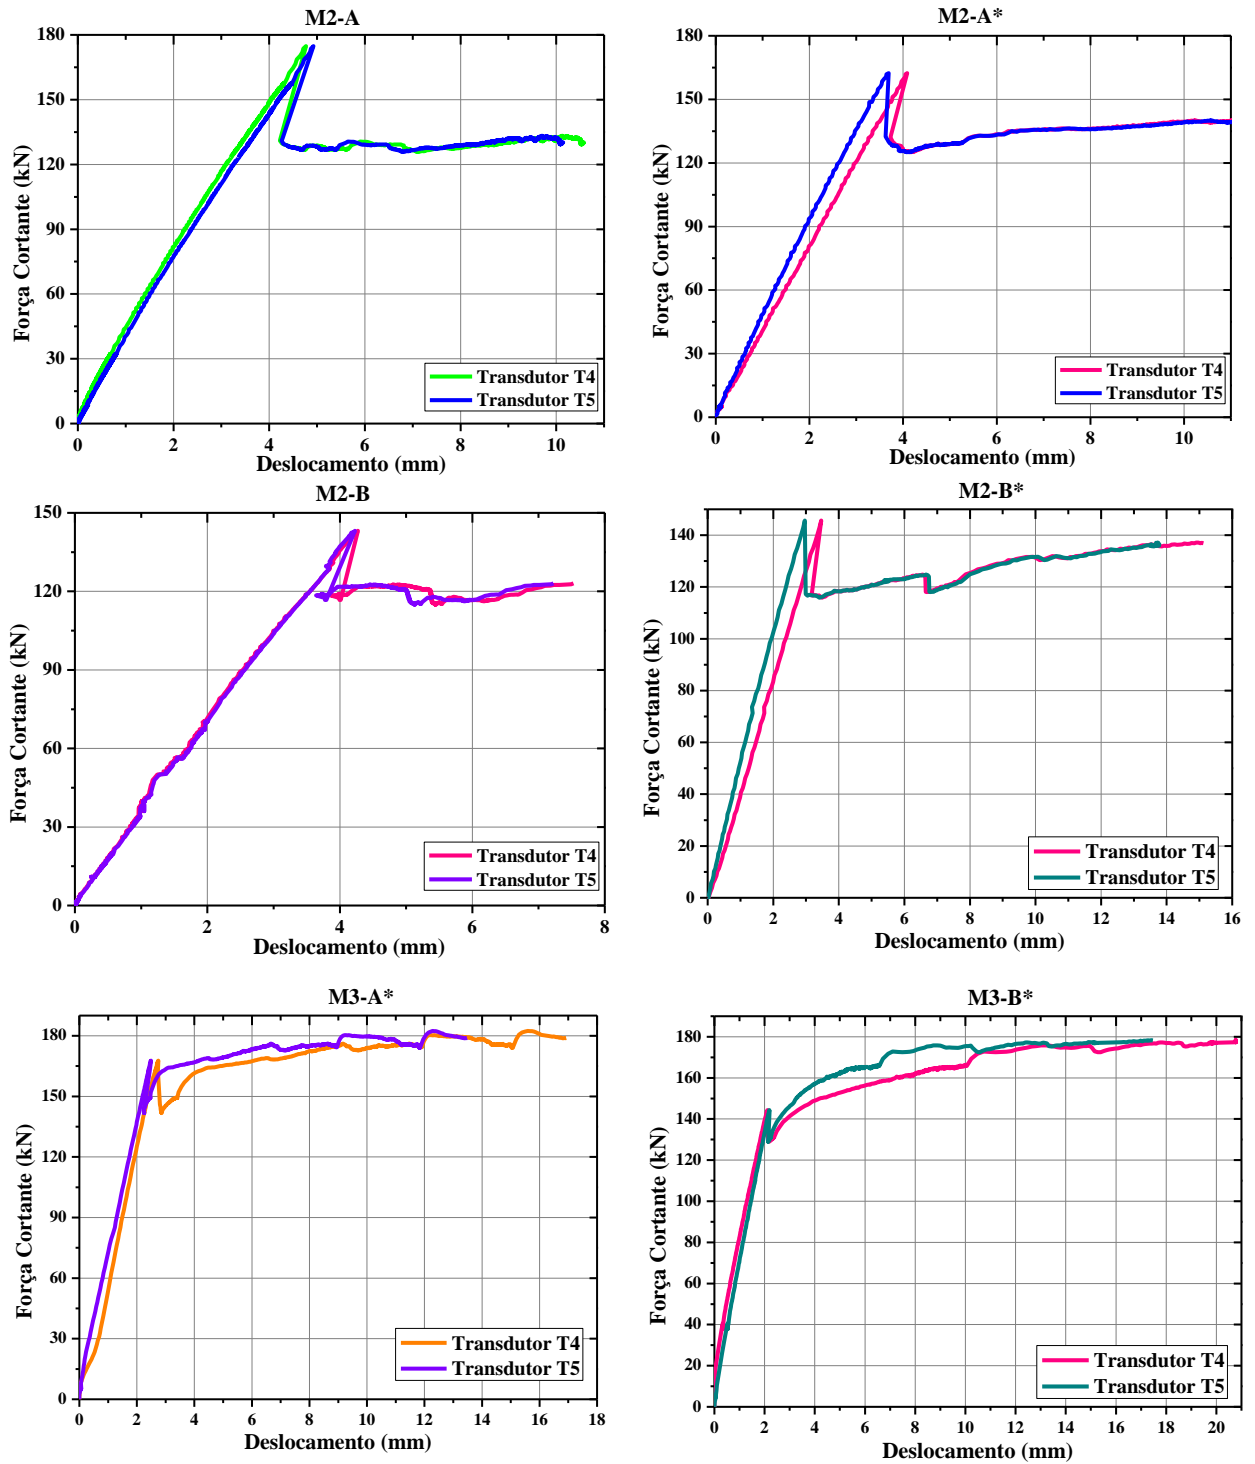 M2-A
180
150
120
90
60
30
0
Força Cortante (kN)
Transdutor T4
Transdutor T5
0 2 4 6 8 10
Deslocamento (mm)
M2-A*
180
150
120
90
60
30
0
Força Cortante (kN)
Transdutor T4
Transdutor T5
0 2 4 6 8 10
Deslocamento (mm)
M2-B
150
120
90
60
30
0
Força Cortante (kN)
Transdutor T4
Transdutor T5
0 2 4 6 8
Deslocamento (mm)
M2-B*
140
120
100
80
60
40
20
0
Força Cortante (kN)
Transdutor T4
Transdutor T5
0 2 4 6 8 10 12 14 16
Deslocamento (mm)
M3-A*
180
150
120
90
60
30
0
Força Cortante (kN)
Transdutor T4
Transdutor T5
0 2 4 6 8 10 12 14 16 18
Deslocamento (mm)
M3-B*
180
160
140
120
100
80
60
40
20
0
Força Cortante (kN)
Transdutor T4
Transdutor T5
0 2 4 6 8 10 12 14 16 18 20
Deslocamento (mm)